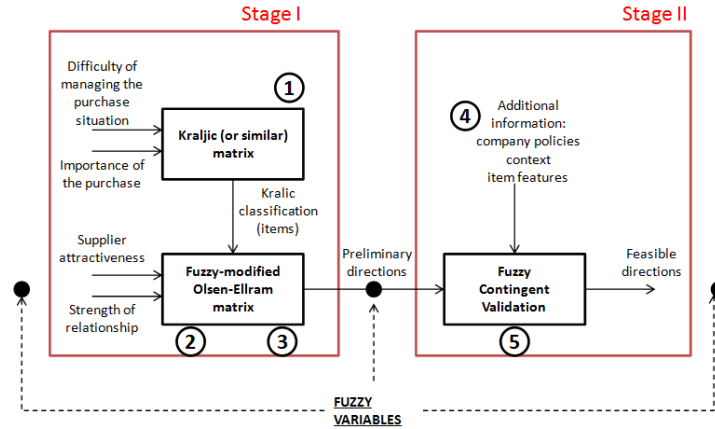 Stage I
Stage II
Difficulty of
managing the
purchase
situation
1
Kraljic (or similar)
matrix
Importance of
the purchase
4
Additional
information:
company policies
context
item features
Kralic
classification
(items)
Supplier
attractiveness
Fuzzy-modified
Olsen-Ellram
matrix
Strength of
relationship
2
3
Preliminary
directions
Fuzzy
Contingent
Validation
5
Feasible
directions
FUZZY
VARIABLES